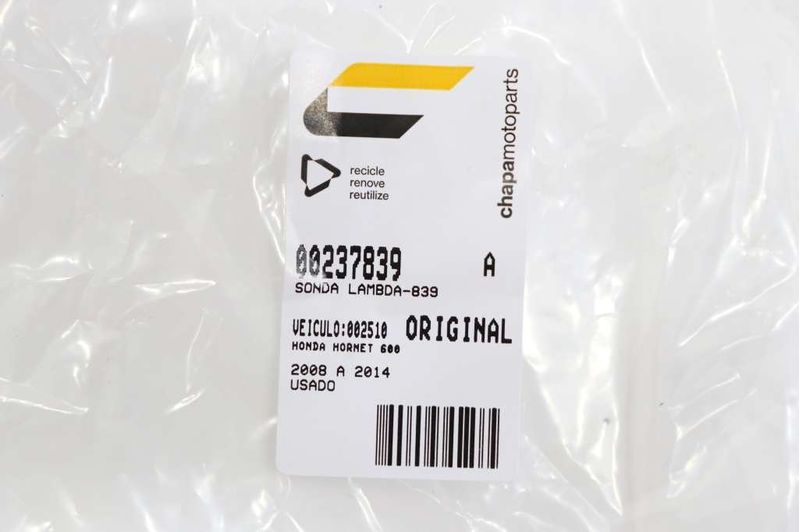 chapamotoparts
recicle
renove
reutilize
00237839 A
SONDA LAMBDA-839
VEICULO:002510 ORIGINAL
HONDA HORNET 600
2008 A 2014
USADO